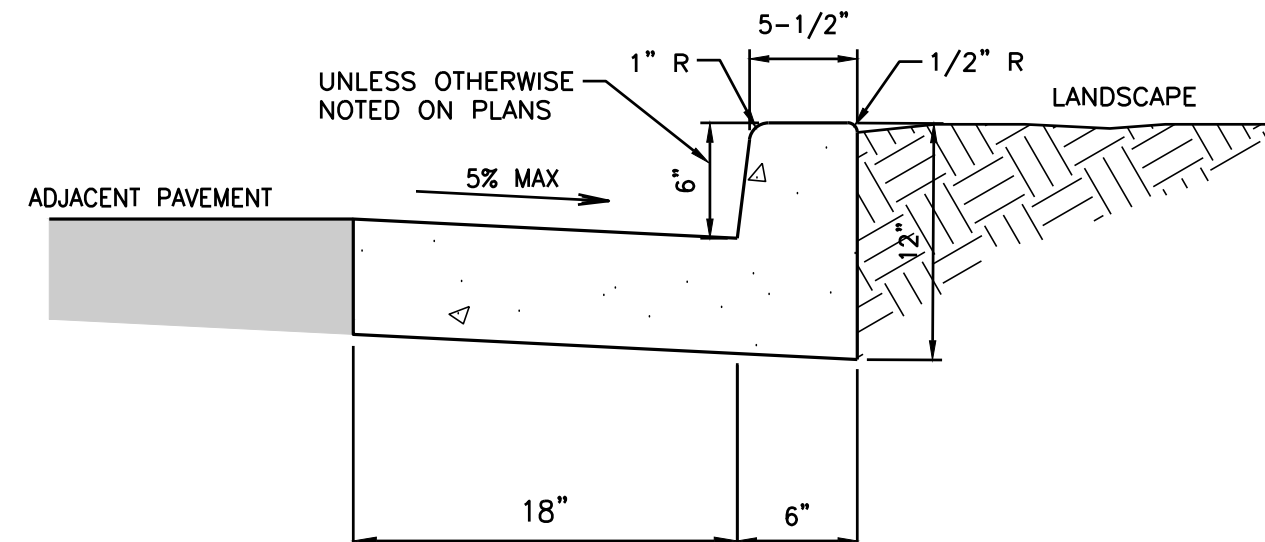 5-1/2"
1" R
1/2" R
UNLESS OTHERWISE
NOTED ON PLANS
LANDSCAPE
6"
5% MAX
ADJACENT PAVEMENT
12"
18"
6"